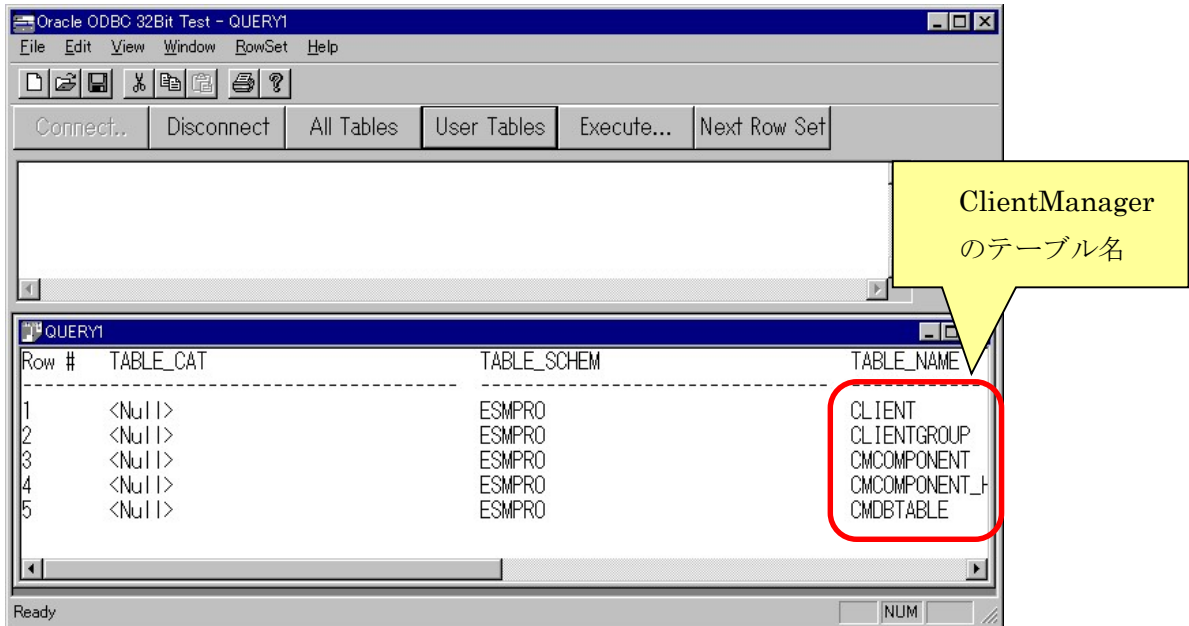 Oracle ODBC 32Bit Test - QUERY1
File Edit View Window RowSet Help
Connect.. Disconnect All Tables User Tables Execute... Next Row Set
ClientManager
のテーブル名
QUERY1
Row # TABLE_CAT TABLE_SCHEM TABLE_NAME
1 <Null> ESMPRO CLIENT
2 <Null> ESMPRO CLIENTGROUP
3 <Null> ESMPRO CMCOMPONENT
4 <Null> ESMPRO CMCOMPONENT_H
5 <Null> ESMPRO CMDBTABLE
Ready NUM